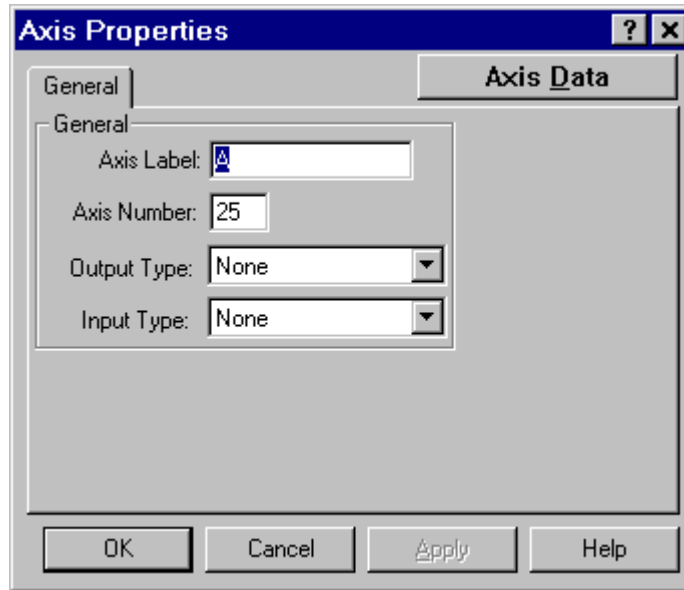 Axis Properties
? ×
General
Axis Data
General
Axis Label: A
Axis Number: 25
Output Type: None
Input Type: None
OK Cancel Apply Help